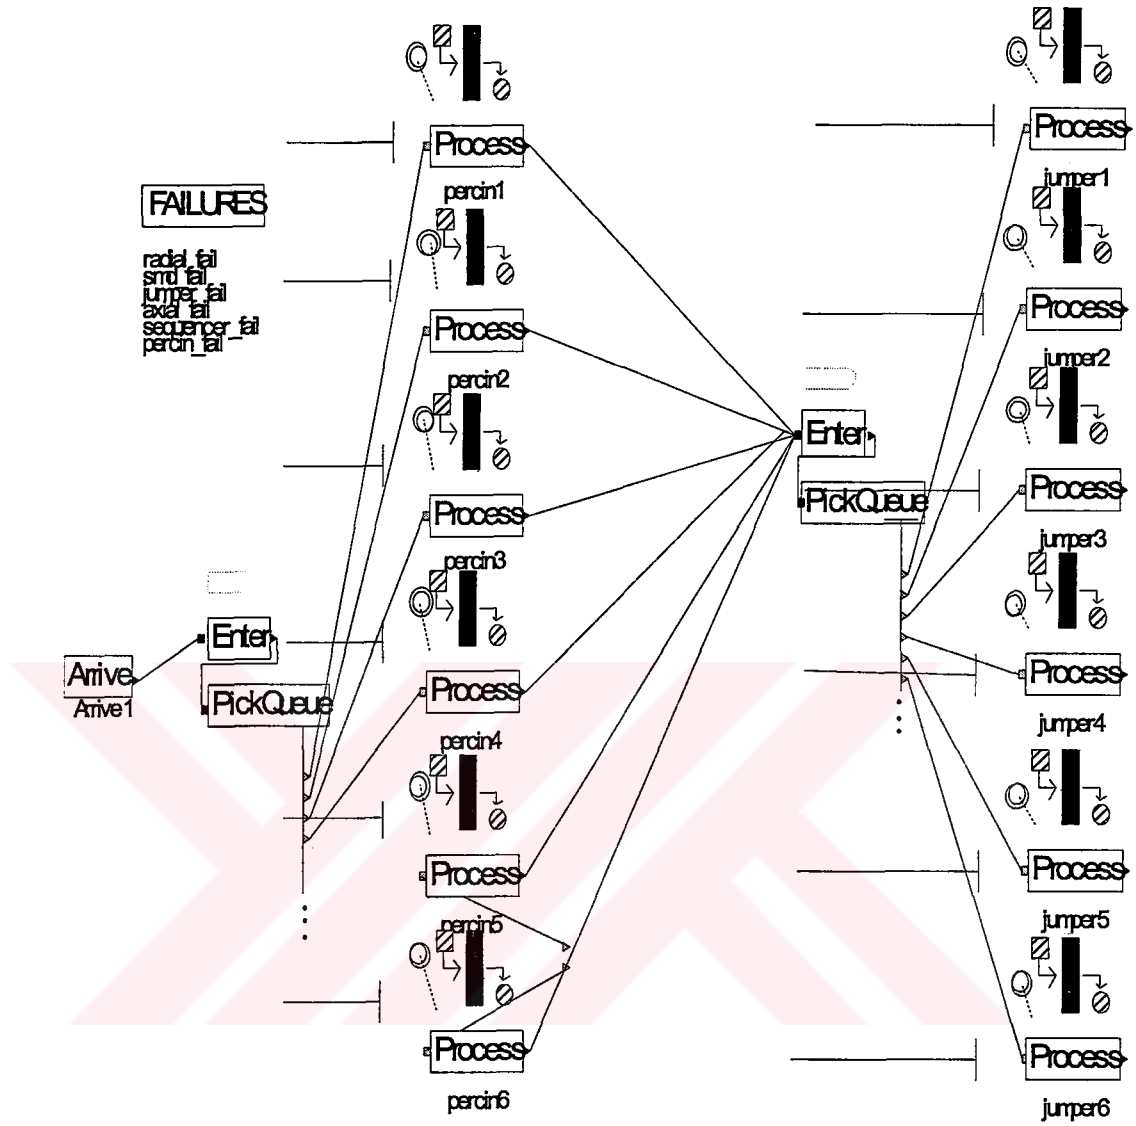 Process
percin1
FAILURES
radial_fail
smd_fail
jumper_fail
axial_fail
sequencer_fail
percin_fail
Process
percin2
Process
percin3
Arrive
Arrive1
Enter
PickQueue
Process
percin4
Process
percin5
Process
percin6
Enter
PickQueue
Process
jumper1
Process
jumper2
Process
jumper3
Process
jumper4
Process
jumper5
Process
jumper6